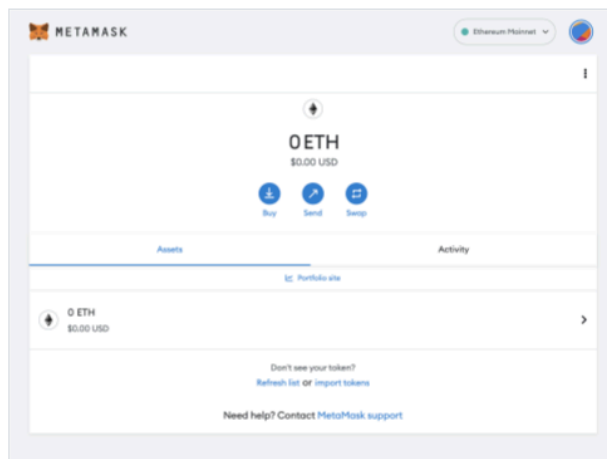 METAMASK
Ethereum Mainnet
0 ETH
$0.00 USD
Buy Send Swap
Assets Activity
Portfolio site
0 ETH
$0.00 USD
Don't see your token?
Refresh list or import tokens
Need help? Contact MetaMask support